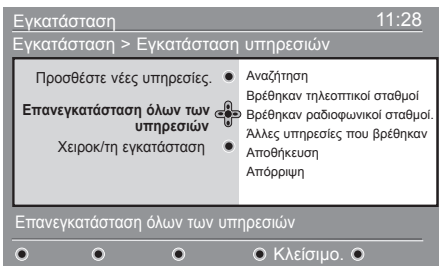 Εγκατάσταση 11:28
Εγκατάσταση > Εγκατάσταση υπηρεσιών
Προσθέστε νέες υπηρεσίες.
Επανεγκατάσταση όλων των
υπηρεσιών
Χειροκ/τη εγκατάσταση
Αναζήτηση
Βρέθηκαν τηλεοπτικοί σταθμοί
Βρέθηκαν ραδιοφωνικοί σταθμοί.
Άλλες υπηρεσίες που βρέθηκαν
Αποθήκευση
Απόρριψη
Επανεγκατάσταση όλων των υπηρεσιών
Κλείσιμο.